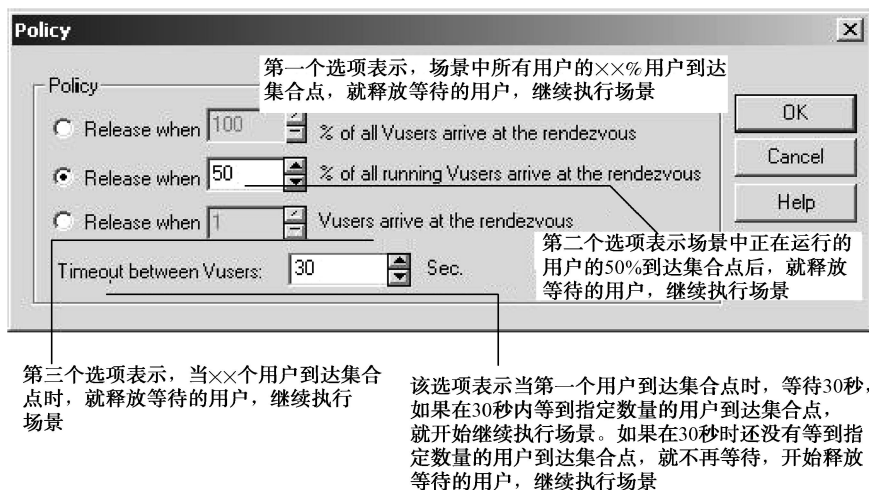 Policy
第一个选项表示，场景中所有用户的××%用户到达
集合点，就释放等待的用户，继续执行场景
Policy
Release when 100 % of all Vusers arrive at the rendezvous
OK
Release when 50 % of all running Vusers arrive at the rendezvous
Cancel
Release when 1 Vusers arrive at the rendezvous
Help
第二个选项表示场景中正在运行的
用户的50%到达集合点后，就释放
等待的用户，继续执行场景
Timeout between Vusers: 30 Sec.
第三个选项表示，当××个用户到达集合
点时，就释放等待的用户，继续执行
场景
该选项表示当第一个用户到达集合点时，等待30秒，
如果在30秒内等到指定数量的用户到达集合点，
就开始继续执行场景。如果在30秒时还没有等到指
定数量的用户到达集合点，就不再等待，开始释放
等待的用户，继续执行场景